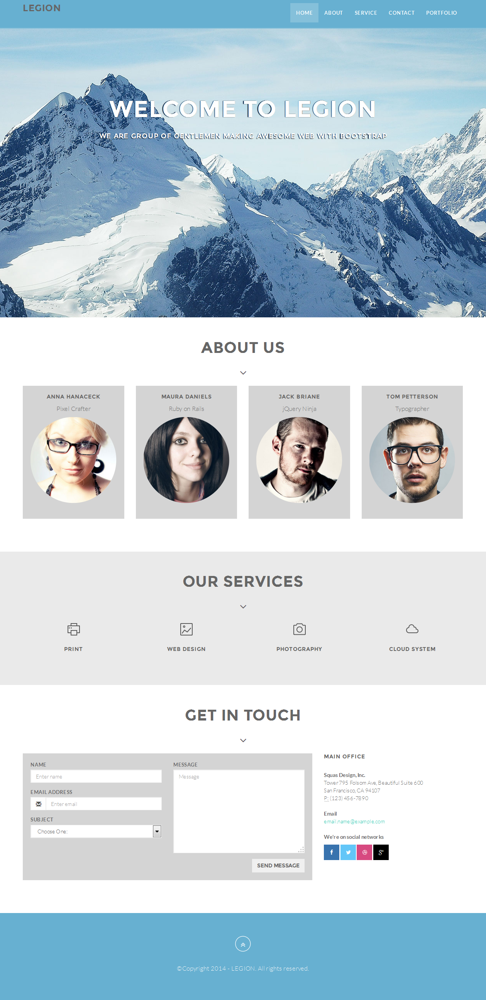 LEGION
HOME ABOUT SERVICE CONTACT PORTFOLIO
WELCOME TO LEGION
WE ARE GROUP OF GENTLEMEN MAKING AWESOME WEB WITH BOOTSTRAP
ABOUT US
ANNA HANACECK
Pixel Crafter
MAURA DANIELS
Ruby on Rails
JACK BRIANE
jQuery Ninja
TOM PETTERSON
Typographer
OUR SERVICES
PRINT
WEB DESIGN
PHOTOGRAPHY
CLOUD SYSTEM
GET IN TOUCH
NAME
Enter name
EMAIL ADDRESS
Enter email
SUBJECT
Choose One:
MESSAGE
Message
SEND MESSAGE
MAIN OFFICE
Squas Design, Inc.
Tower 795 Folsom Ave, Beautiful Suite 600
San Francisco, CA 94107
P: (123) 456-7890
Email
email.name@example.com
We're on social networks
f
g+
©Copyright 2014 - LEGION. All rights reserved.